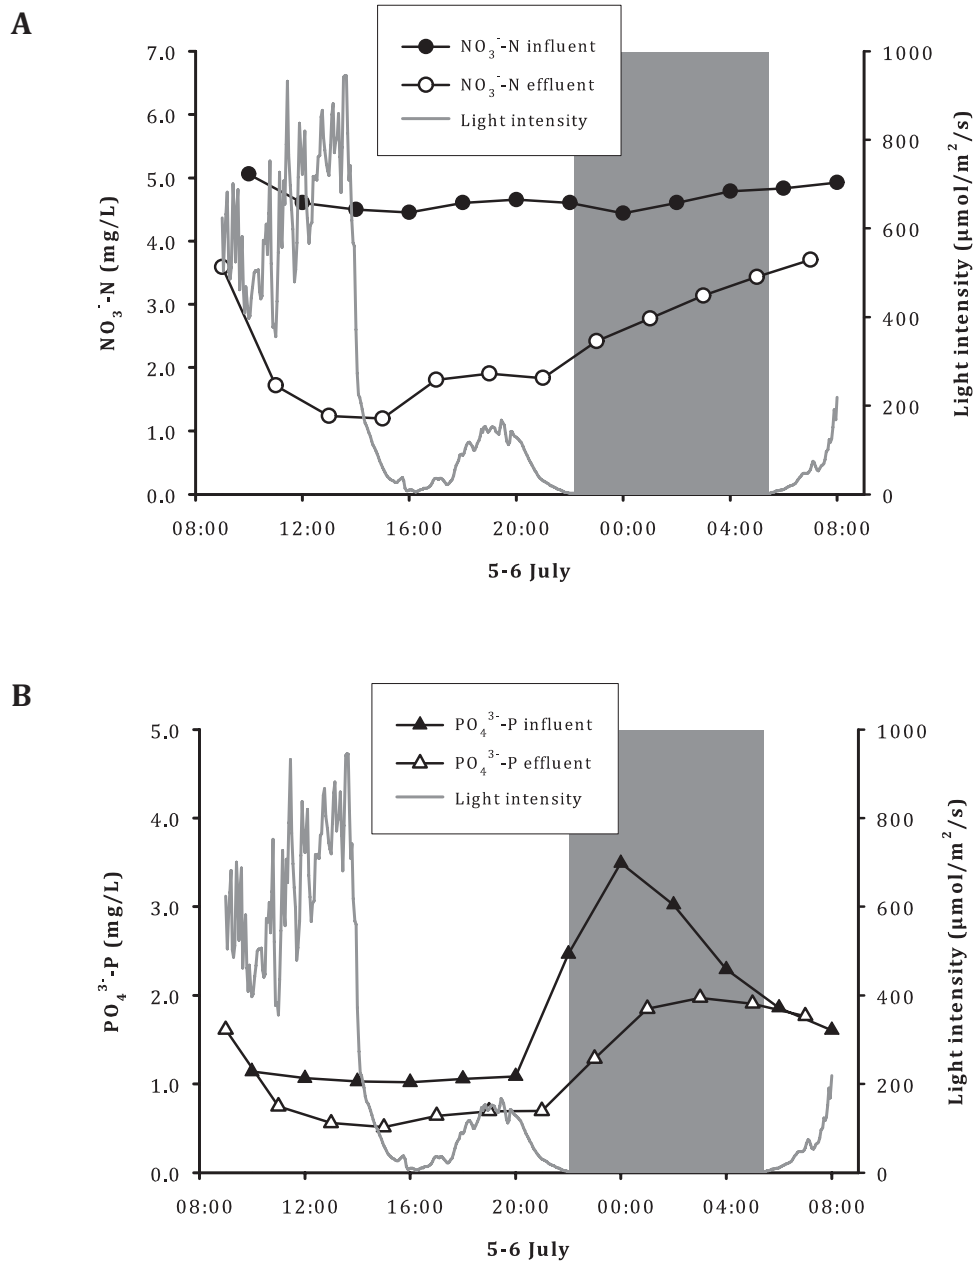 A
NO₃⁻-N influent
NO₃⁻-N effluent
Light intensity
7.0
6.0
5.0
4.0
3.0
2.0
1.0
0.0
NO₃⁻-N (mg/L)
1000
800
600
400
200
0
Light intensity (μmol/m²/s)
08:00 12:00 16:00 20:00 00:00 04:00 08:00
5-6 July
B
PO₄³⁻-P influent
PO₄³⁻-P effluent
Light intensity
5.0
4.0
3.0
2.0
1.0
0.0
PO₄³⁻-P (mg/L)
1000
800
600
400
200
0
Light intensity (μmol/m²/s)
08:00 12:00 16:00 20:00 00:00 04:00 08:00
5-6 July